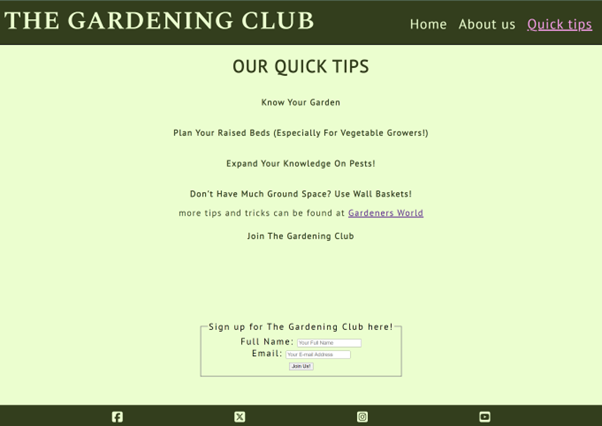 THE GARDENING CLUB
Home About us Quick tips
OUR QUICK TIPS
Know Your Garden
Plan Your Raised Beds (Especially For Vegetable Growers!)
Expand Your Knowledge On Pests!
Don't Have Much Ground Space? Use Wall Baskets!
more tips and tricks can be found at Gardeners World
Join The Gardening Club
Sign up for The Gardening Club here!
Full Name: Your Full Name
Email: Your E-mail Address
Join Us!